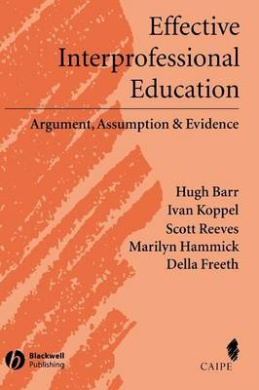 Effective
Interprofessional
Education
Argument, Assumption & Evidence
Hugh Barr
Ivan Koppel
Scott Reeves
Marilyn Hammick
Della Freeth
Blackwell
Publishing
CAIPE